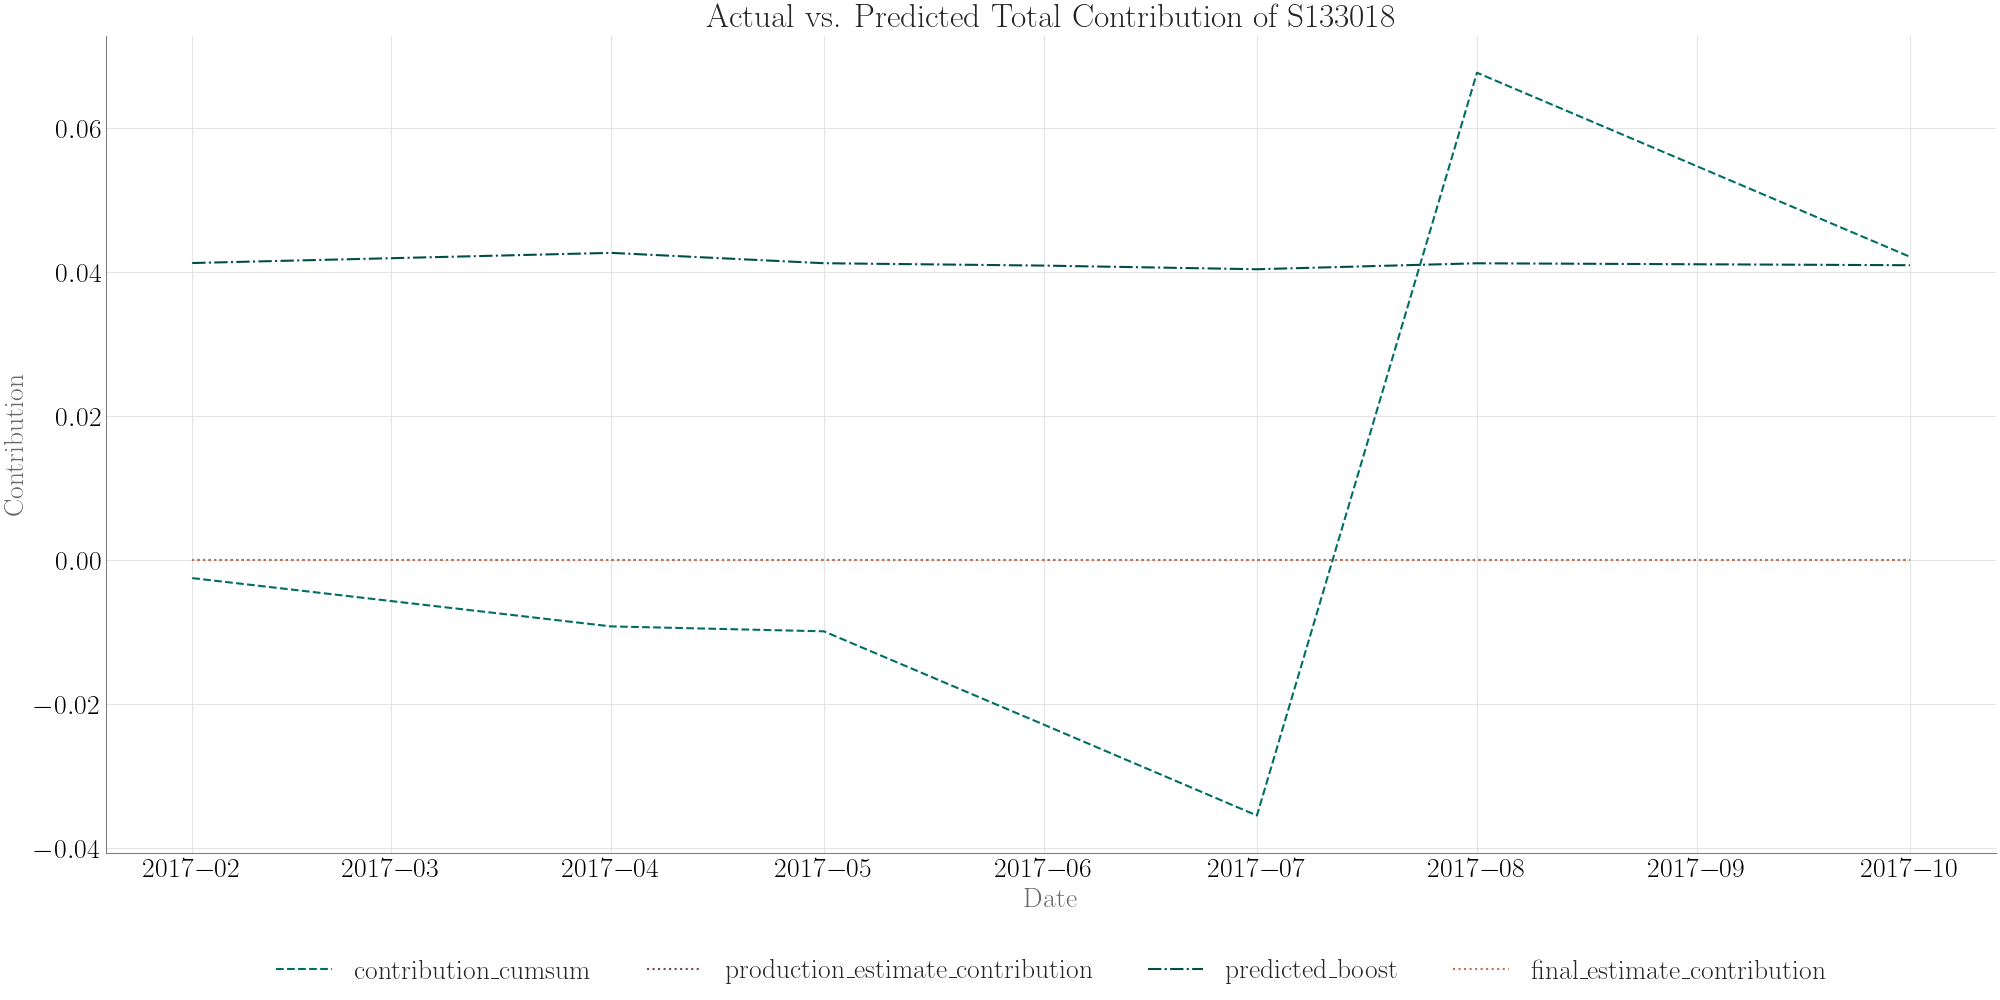 Actual vs. Predicted Total Contribution of S133018
Contribution
0.06
0.04
0.02
0.00
−0.02
−0.04
2017−02 2017−03 2017−04 2017−05 2017−06 2017−07 2017−08 2017−09 2017−10
Date
contribution_cumsum production_estimate_contribution predicted_boost final_estimate_contribution